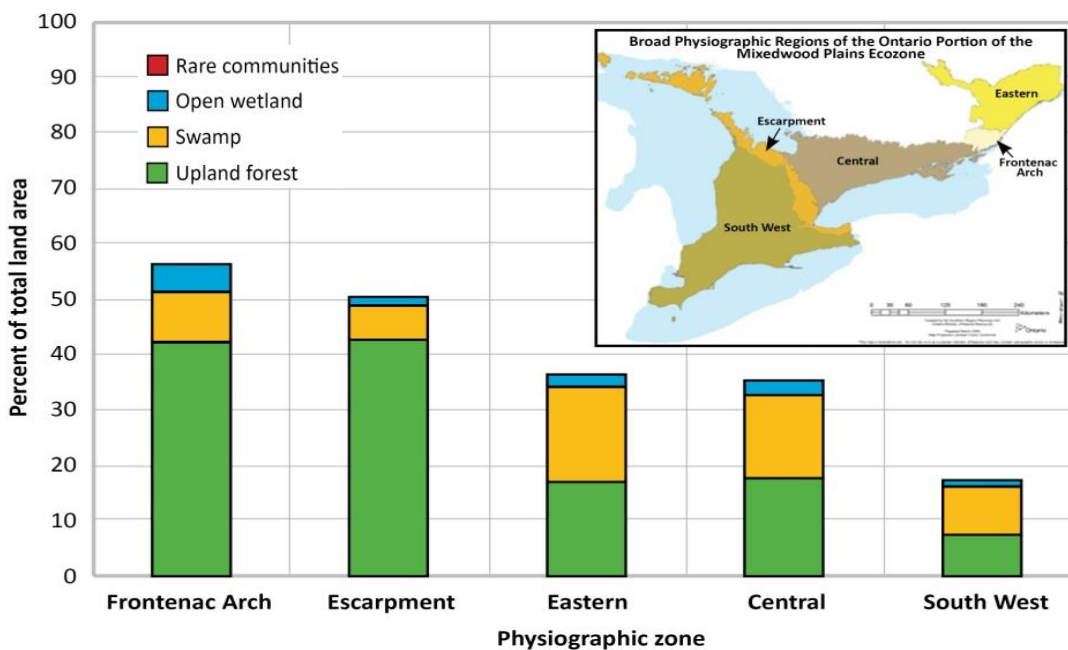 100
90
80
70
60
50
40
30
20
10
0
Percent of total land area
Rare communities
Open wetland
Swamp
Upland forest
Broad Physiographic Regions of the Ontario Portion of the
Mixedwood Plains Ecozone
Eastern
Escarpment
Central
Frontenac
Arch
South West
Kilometers
Ontario
Frontenac Arch
Escarpment
Eastern
Central
South West
Physiographic zone